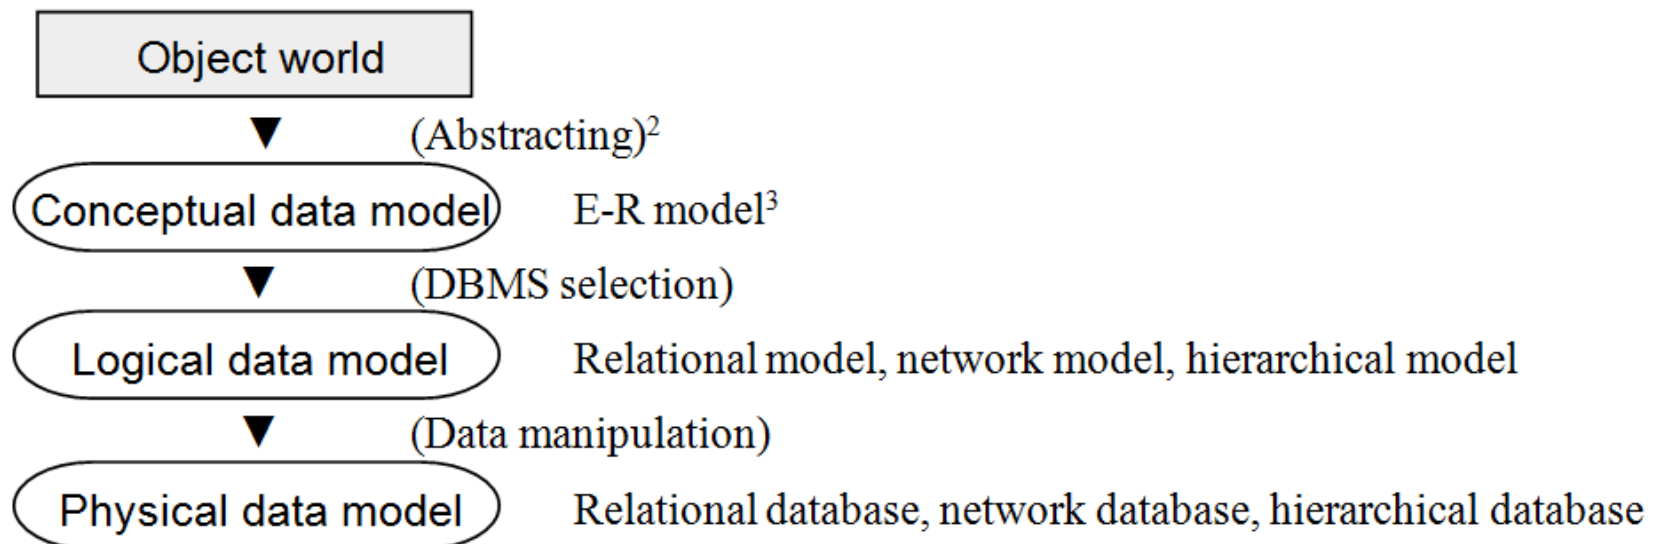 Object world
▼ (Abstracting)²
Conceptual data model E-R model³
▼ (DBMS selection)
Logical data model Relational model, network model, hierarchical model
▼ (Data manipulation)
Physical data model Relational database, network database, hierarchical database